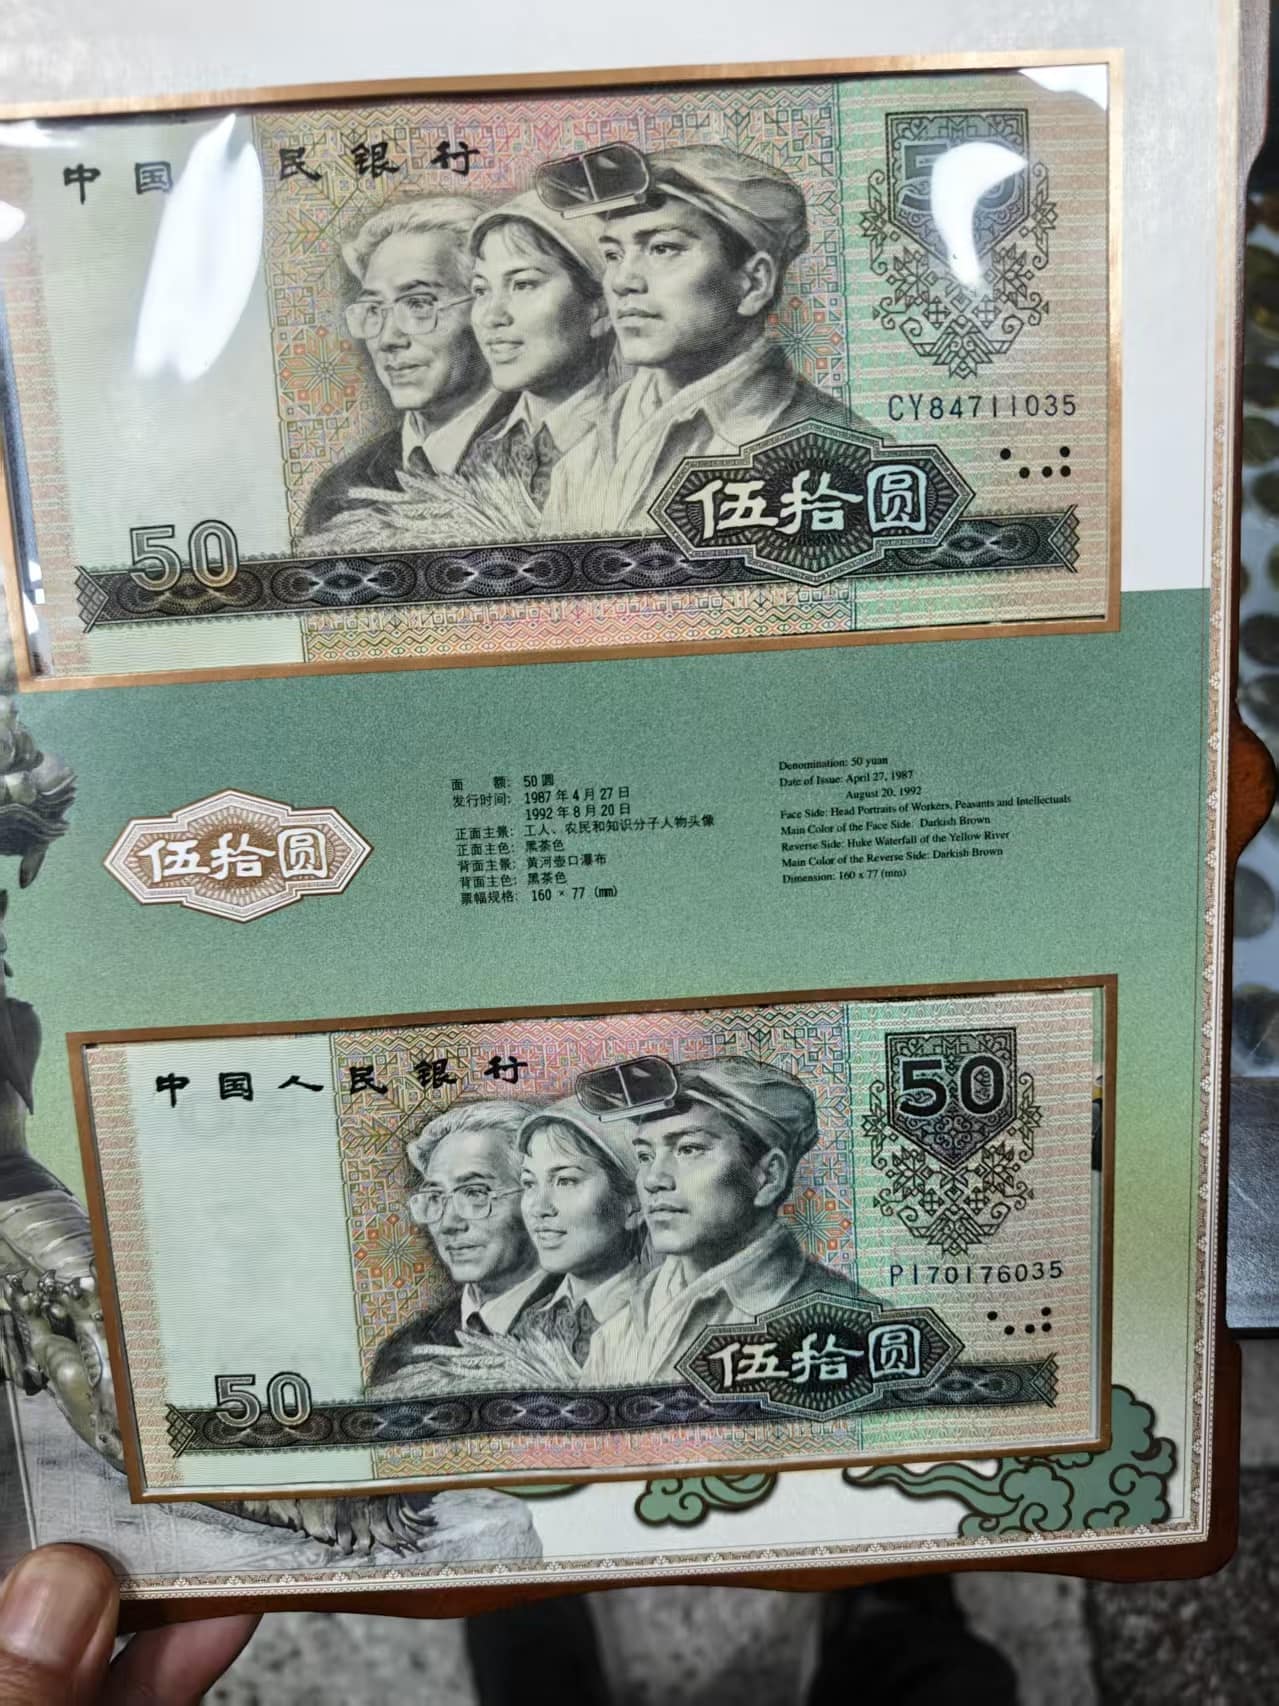 中国 民银行
50
CY84711035
伍拾圆
50
伍拾圆
面　　额: 50圆
发行时间: 1987年4月27日
1992年8月20日
正面主景: 工人、农民和知识分子人物头像
正面主色: 黑茶色
背面主景: 黄河壶口瀑布
背面主色: 黑茶色
票幅规格: 160 × 77 (mm)
Denomination: 50 yuan
Date of Issue: April 27, 1987
August 20, 1992
Face Side: Head Portraits of Workers, Peasants and Intellectuals
Main Color of the Face Side: Darkish Brown
Reverse Side: Huke Waterfall of the Yellow River
Main Color of the Reverse Side: Darkish Brown
Dimension: 160 x 77 (mm)
中国人民银行
50
PI70176035
伍拾圆
50